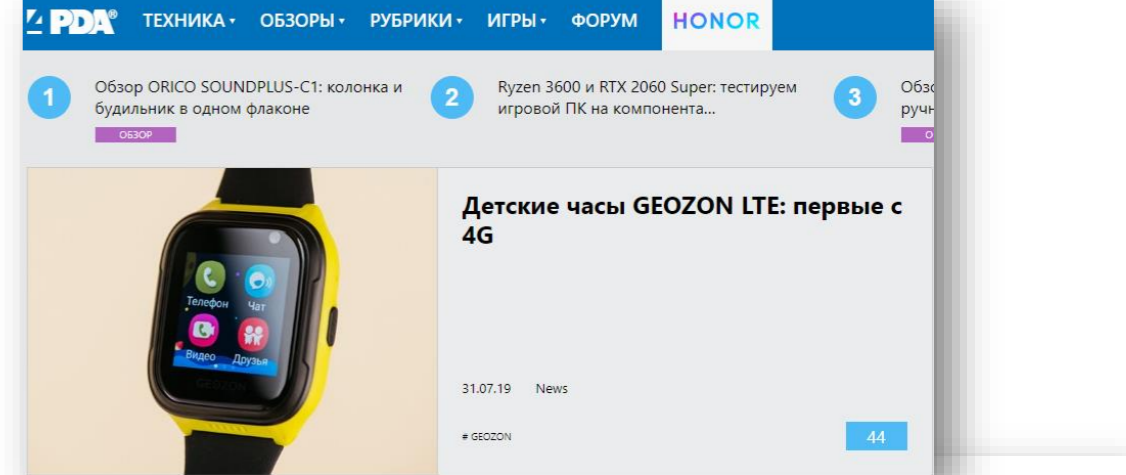 4PDA®
ТЕХНИКА
ОБЗОРЫ
РУБРИКИ
ИГРЫ
ФОРУМ
HONOR
1
Обзор ORICO SOUNDPLUS-C1: колонка и
будильник в одном флаконе
ОБЗОР
2
Ryzen 3600 и RTX 2060 Super: тестируем
игровой ПК на компонента...
3
Телефон
Чат
Видео
Друзья
GEOZON
Детские часы GEOZON LTE: первые с
4G
31.07.19 News
# GEOZON
44